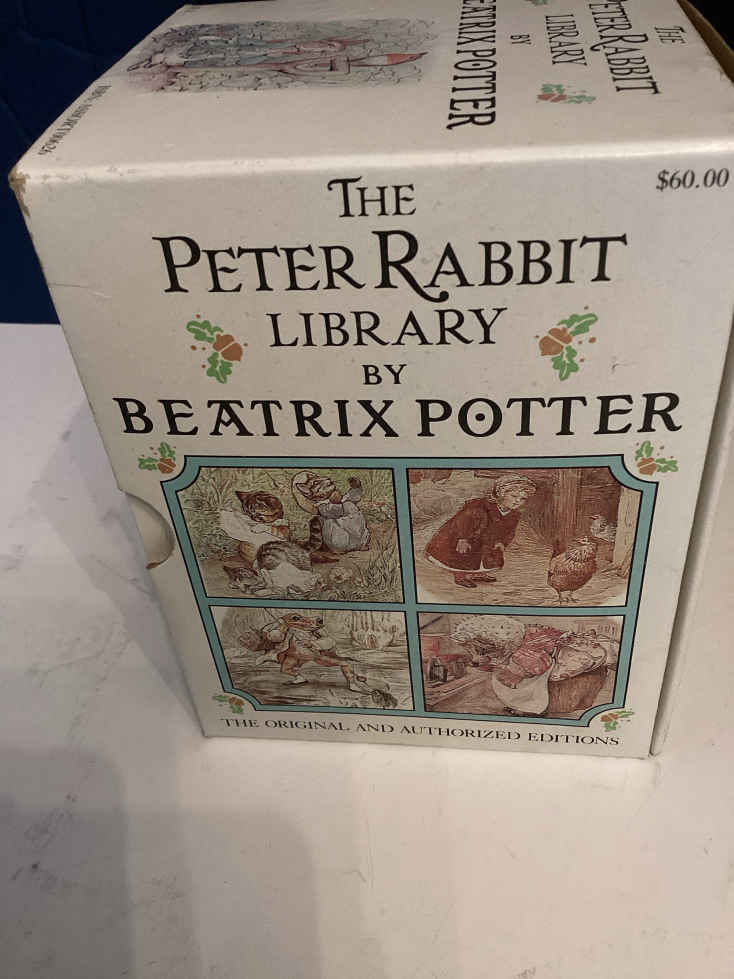 THE
PETER RABBIT
LIBRARY
BY
BEATRIX POTTER
$60.00
THE
PETER RABBIT
LIBRARY
BY
BEATRIX POTTER
THE ORIGINAL AND AUTHORIZED EDITIONS